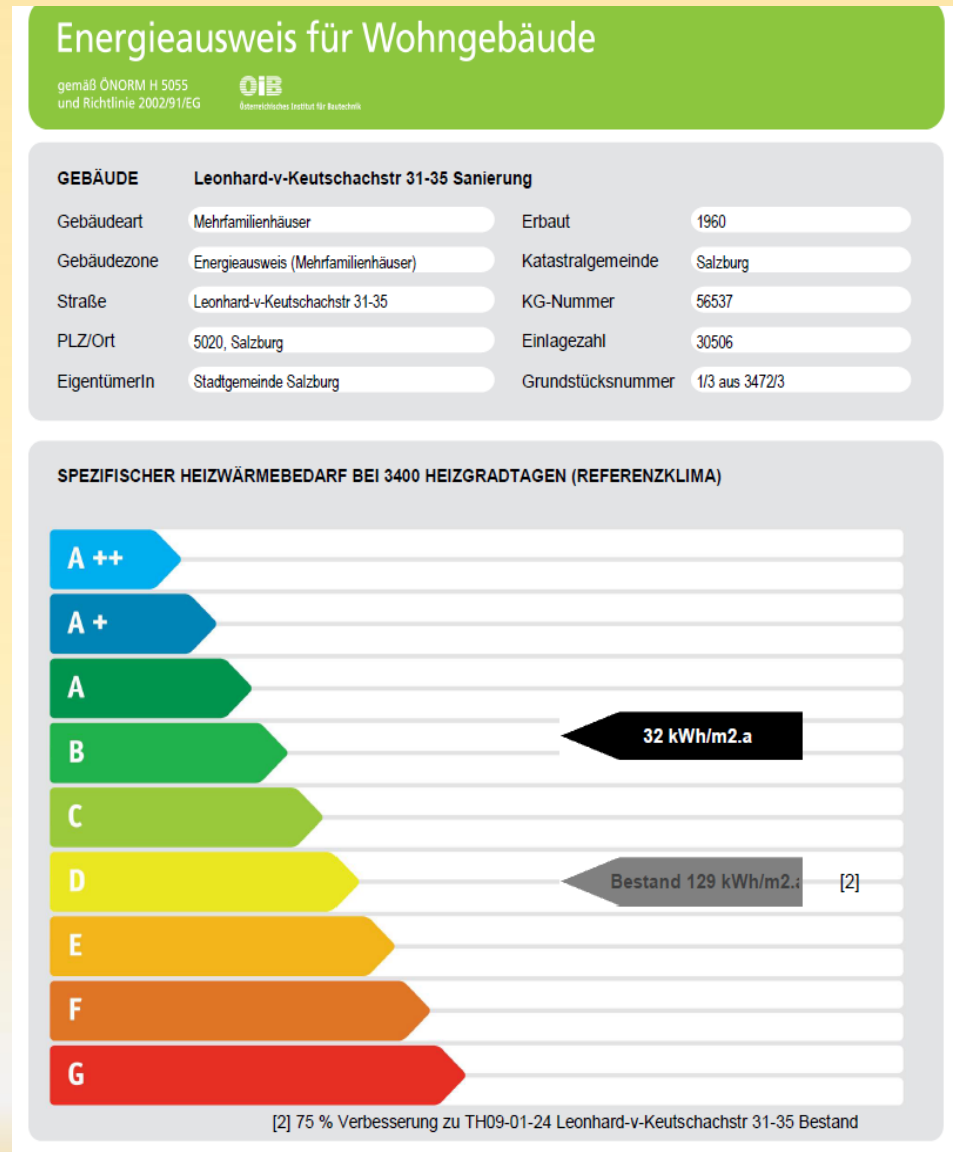 Energieausweis für Wohngebäude
gemäß ÖNORM H 5055
und Richtlinie 2002/91/EG
OiB
Österreichisches Institut für Bautechnik
GEBÄUDE Leonhard-v-Keutschachstr 31-35 Sanierung
Gebäudeart Mehrfamilienhäuser Erbaut 1960
Gebäudezone Energieausweis (Mehrfamilienhäuser) Katastralgemeinde Salzburg
Straße Leonhard-v-Keutschachstr 31-35 KG-Nummer 56537
PLZ/Ort 5020, Salzburg Einlagezahl 30506
EigentümerIn Stadtgemeinde Salzburg Grundstücksnummer 1/3 aus 3472/3
SPEZIFISCHER HEIZWÄRMEBEDARF BEI 3400 HEIZGRADTAGEN (REFERENZKLIMA)
A ++
A +
A
B 32 kWh/m2.a
C
D Bestand 129 kWh/m2.a [2]
E
F
G
[2] 75 % Verbesserung zu TH09-01-24 Leonhard-v-Keutschachstr 31-35 Bestand